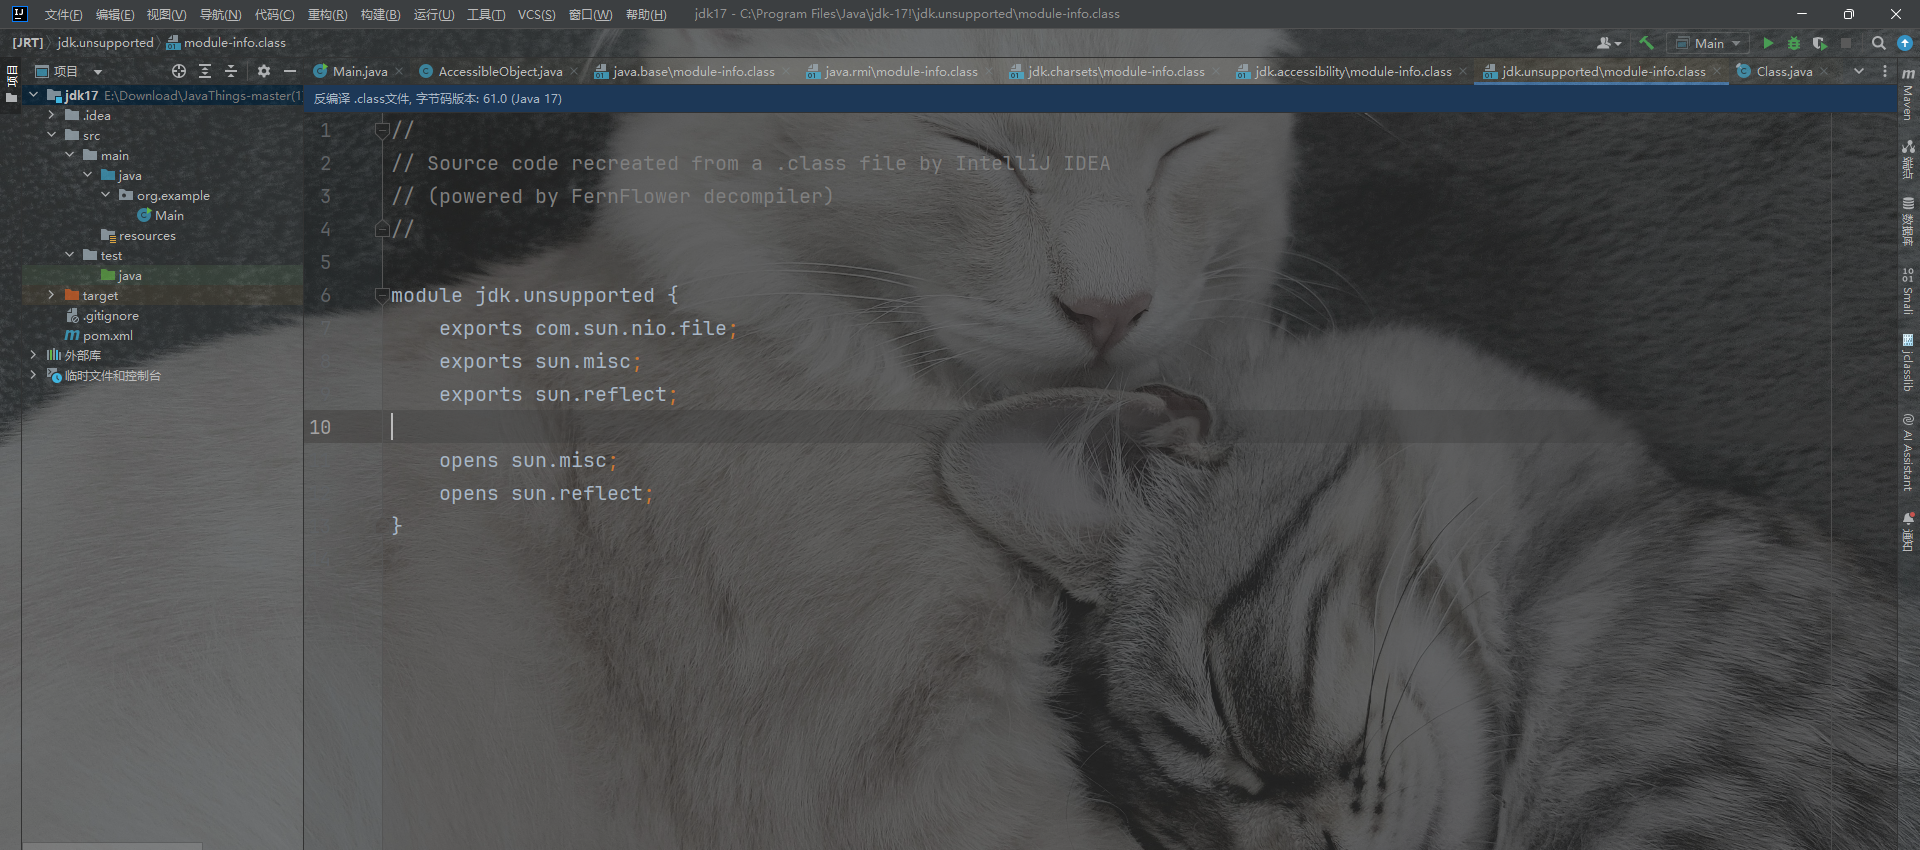 文件(F) 编辑(E) 视图(V) 导航(N) 代码(C) 重构(R) 构建(B) 运行(U) 工具(T) VCS(S) 窗口(W) 帮助(H) jdk17 - C:\Program Files\Java\jdk-17!\jdk.unsupported\module-info.class
[JRT] jdk.unsupported module-info.class Main
项目 Main.java AccessibleObject.java java.base\module-info.class java.rmi\module-info.class jdk.charsets\module-info.class jdk.accessibility\module-info.class jdk.unsupported\module-info.class Class.java
项目
jdk17 E:\Download\JavaThings-master(1)
.idea
src
main
java
org.example
Main
resources
test
java
target
.gitignore
pom.xml
外部库
临时文件和控制台
反编译 .class文件, 字节码版本: 61.0 (Java 17)
1 //
2 // Source code recreated from a .class file by IntelliJ IDEA
3 // (powered by FernFlower decompiler)
4 //
5
6 module jdk.unsupported {
7 exports com.sun.nio.file;
exports sun.misc;
exports sun.reflect;
10
opens sun.misc;
opens sun.reflect;
}
Maven
端点
数据库
Smali
jclasslib
AI Assistant
通知